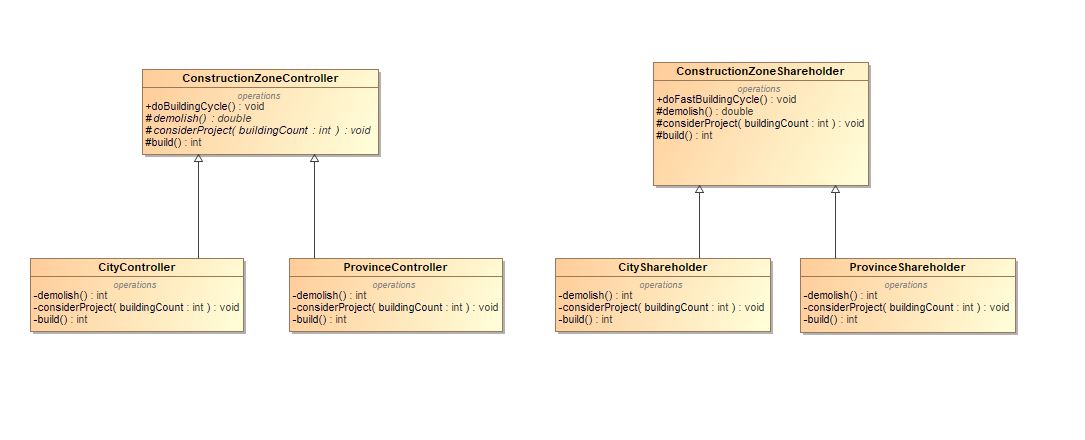 ConstructionZoneController
operations
+doBuildingCycle() : void
#demolish() : double
#considerProject( buildingCount : int ) : void
#build() : int
ConstructionZoneShareholder
operations
+doFastBuildingCycle() : void
#demolish() : double
#considerProject( buildingCount : int ) : void
#build() : int
CityController
operations
-demolish() : int
-considerProject( buildingCount : int ) : void
-build() : int
ProvinceController
operations
-demolish() : int
-considerProject( buildingCount : int ) : void
-build() : int
CityShareholder
operations
-demolish() : int
-considerProject( buildingCount : int ) : void
-build() : int
ProvinceShareholder
operations
-demolish() : int
-considerProject( buildingCount : int ) : void
-build() : int